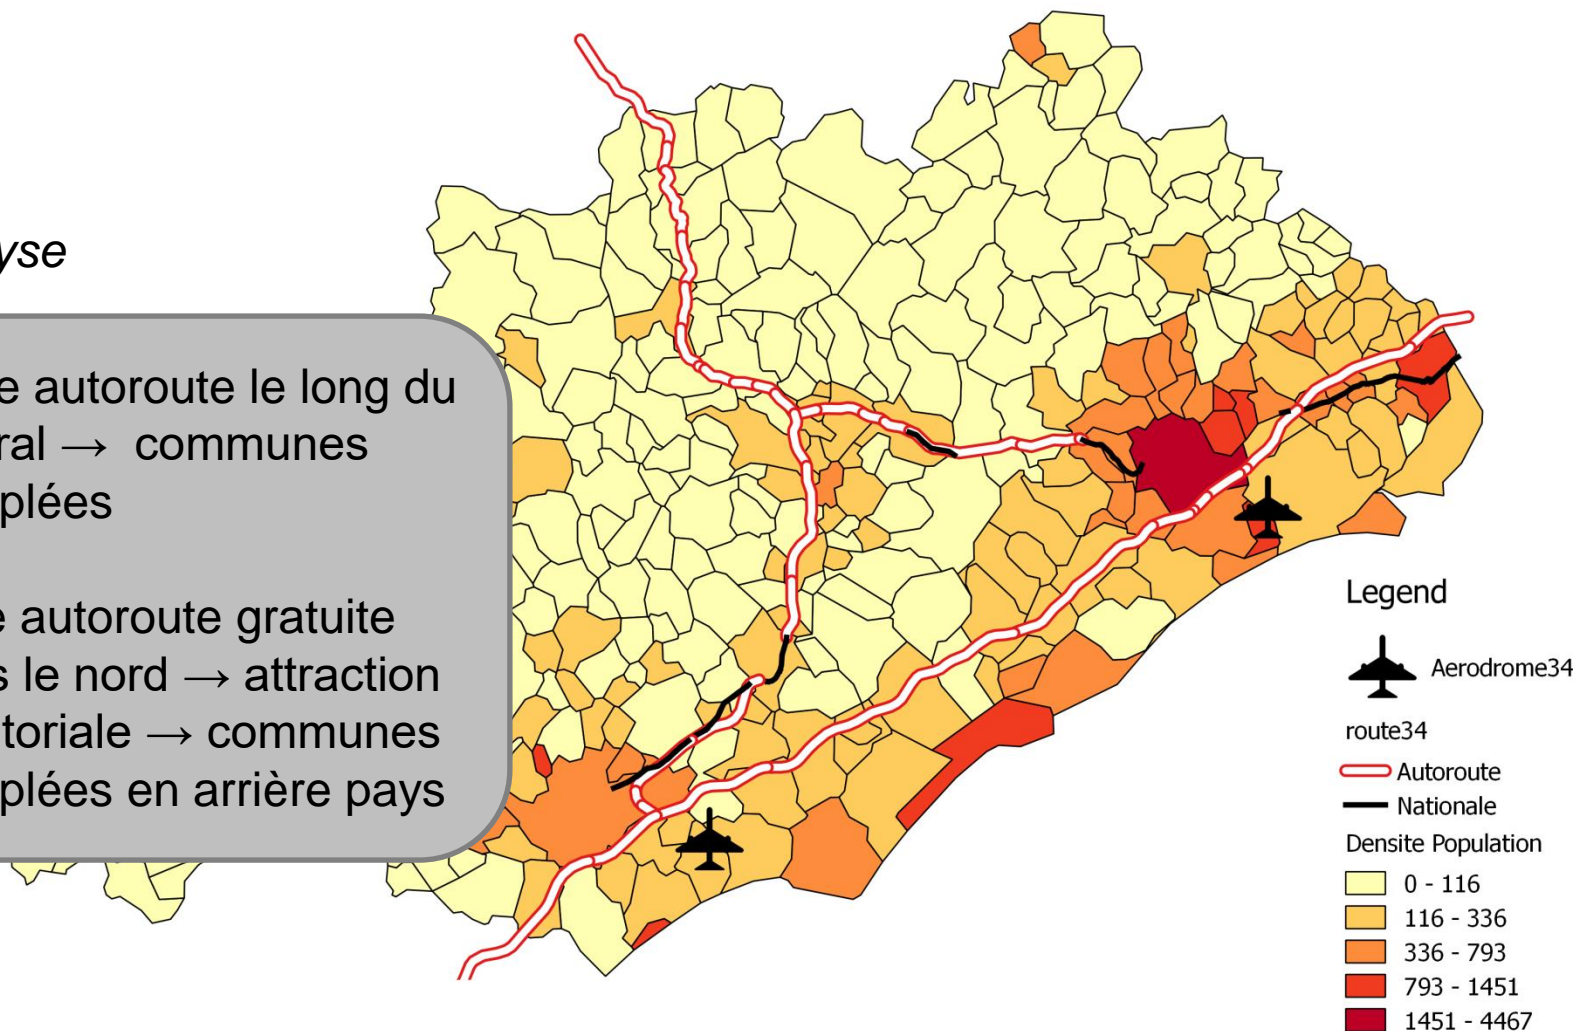 yse
e autoroute le long du
ral → communes
plées
e autoroute gratuite
s le nord → attraction
toriale → communes
plées en arrière pays
Legend
Aerodrome34
route34
Autoroute
Nationale
Densite Population
0 - 116
116 - 336
336 - 793
793 - 1451
1451 - 4467